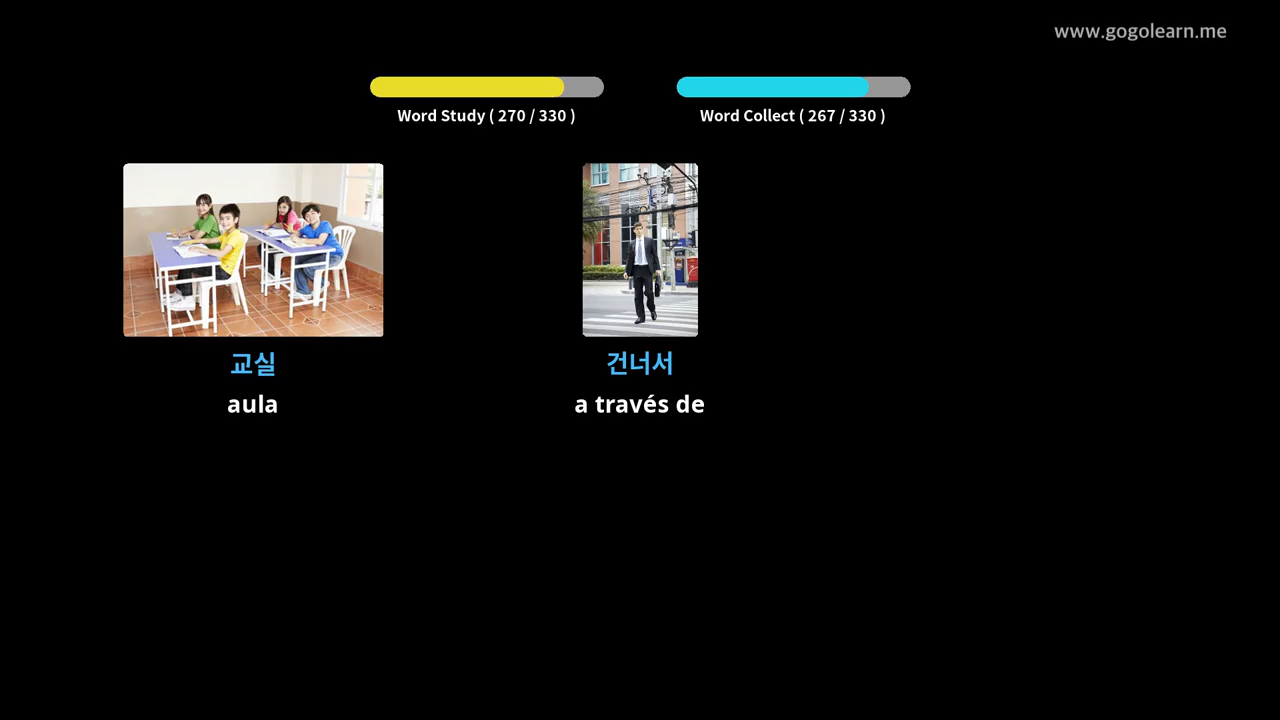 www.gogolearn.me
Word Study ( 270 / 330 )
Word Collect ( 267 / 330 )
교실
aula
건너서
a través de